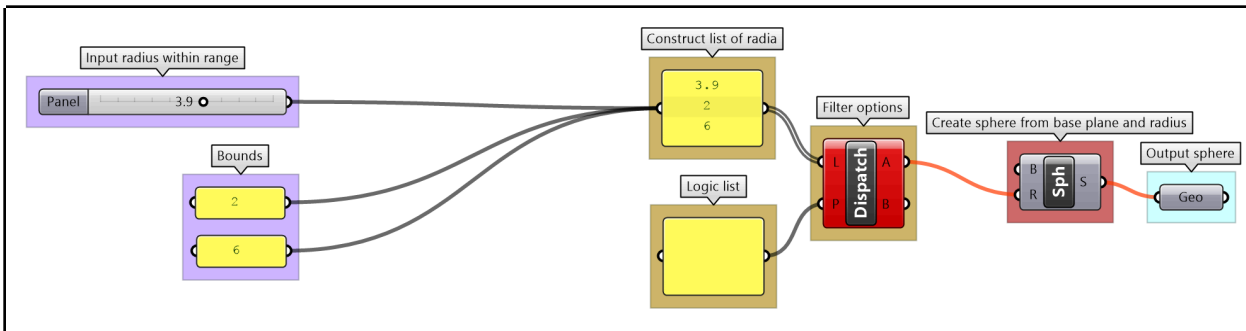 Input radius within range
Panel
3.9
Bounds
2
6
Construct list of radia
3.9
2
6
Logic list
Filter options
L
P
Dispatch
A
B
Create sphere from base plane and radius
B
R
Sph
S
Output sphere
Geo